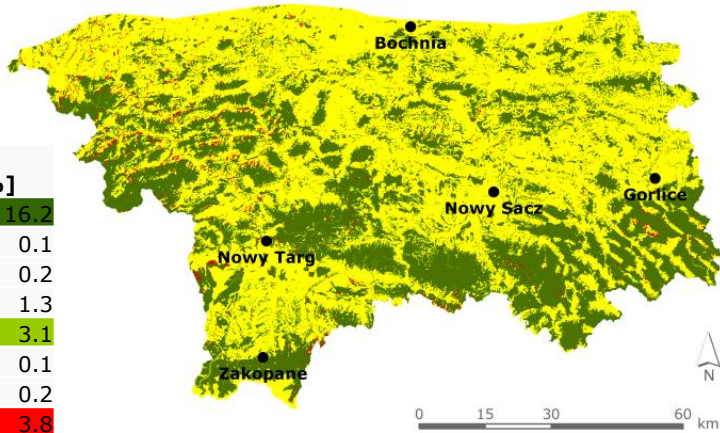 Bochnia
%]
16.2
Gorlice
Nowy Sacz
0.1
Nowy Targ
0.2
1.3
3.1
0.1
N
Zakopane
0.2
0 15 30 60 km
3.8